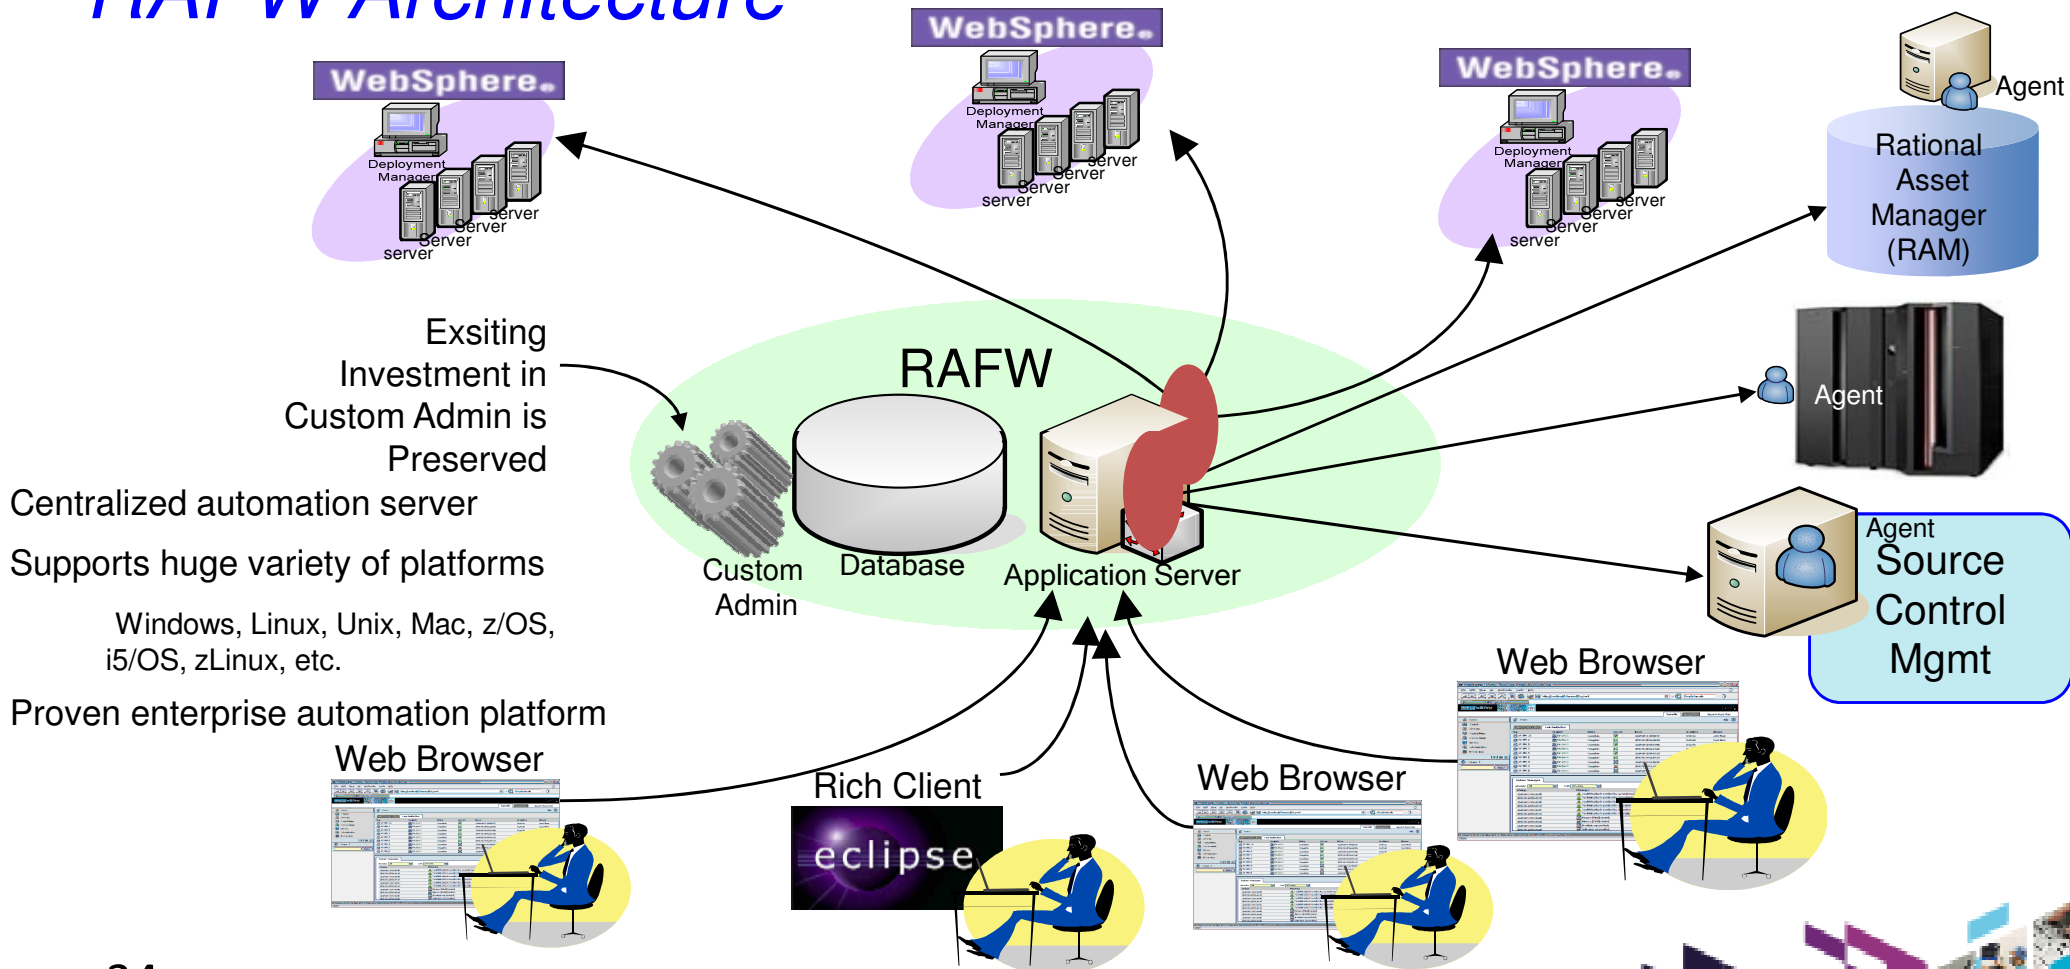 RAFW Architecture
WebSphere®
Deployment
Manager
server
Server
Server
server
WebSphere®
Deployment
Manager
server
Server
Server
server
WebSphere®
Deployment
Manager
server
Server
Server
server
Agent
Rational
Asset
Manager
(RAM)
Agent
Agent
Source
Control
Mgmt
Exsiting
Investment in
Custom Admin is
Preserved
RAFW
Custom
Admin
Database
Application Server
Centralized automation server
Supports huge variety of platforms
Windows, Linux, Unix, Mac, z/OS,
i5/OS, zLinux, etc.
Proven enterprise automation platform
Web Browser
Rich Client
eclipse
Web Browser
Web Browser